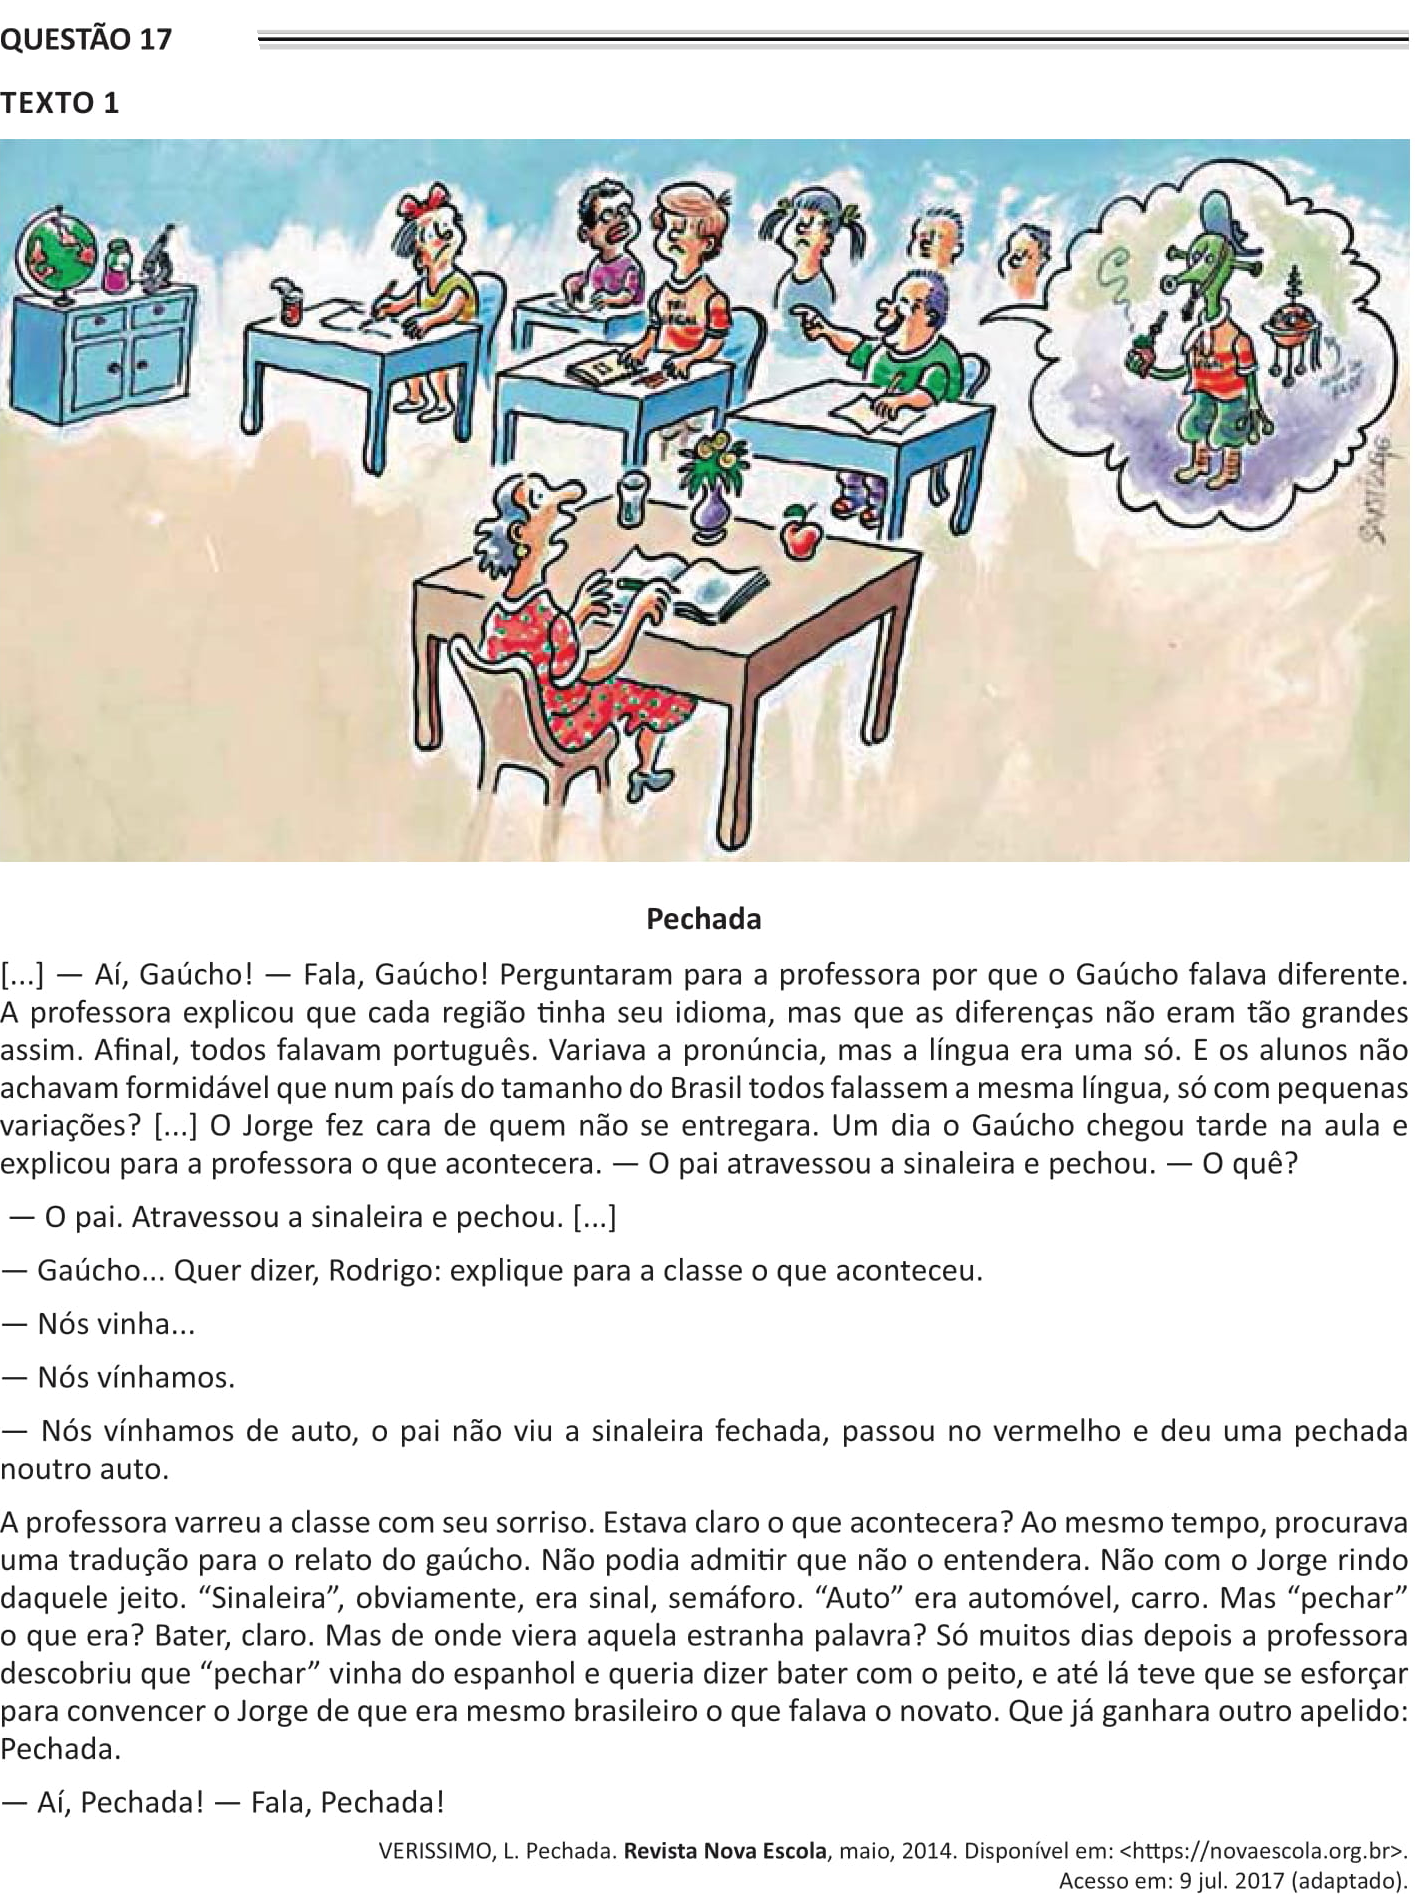 QUESTÃO 17
TEXTO 1
TRI
LEGAL
SANTIAGO
Pechada
[...] — Aí, Gaúcho! — Fala, Gaúcho! Perguntaram para a professora por que o Gaúcho falava diferente.
A professora explicou que cada região tinha seu idioma, mas que as diferenças não eram tão grandes
assim. Afinal, todos falavam português. Variava a pronúncia, mas a língua era uma só. E os alunos não
achavam formidável que num país do tamanho do Brasil todos falassem a mesma língua, só com pequenas
variações? [...] O Jorge fez cara de quem não se entregara. Um dia o Gaúcho chegou tarde na aula e
explicou para a professora o que acontecera. — O pai atravessou a sinaleira e pechou. — O quê?
— O pai. Atravessou a sinaleira e pechou. [...]
— Gaúcho... Quer dizer, Rodrigo: explique para a classe o que aconteceu.
— Nós vinha...
— Nós vínhamos.
— Nós vínhamos de auto, o pai não viu a sinaleira fechada, passou no vermelho e deu uma pechada
noutro auto.
A professora varreu a classe com seu sorriso. Estava claro o que acontecera? Ao mesmo tempo, procurava
uma tradução para o relato do gaúcho. Não podia admitir que não o entendera. Não com o Jorge rindo
daquele jeito. “Sinaleira”, obviamente, era sinal, semáforo. “Auto” era automóvel, carro. Mas “pechar”
o que era? Bater, claro. Mas de onde viera aquela estranha palavra? Só muitos dias depois a professora
descobriu que “pechar” vinha do espanhol e queria dizer bater com o peito, e até lá teve que se esforçar
para convencer o Jorge de que era mesmo brasileiro o que falava o novato. Que já ganhara outro apelido:
Pechada.
— Aí, Pechada! — Fala, Pechada!
VERISSIMO, L. Pechada. Revista Nova Escola, maio, 2014. Disponível em: <https://novaescola.org.br>.
Acesso em: 9 jul. 2017 (adaptado).